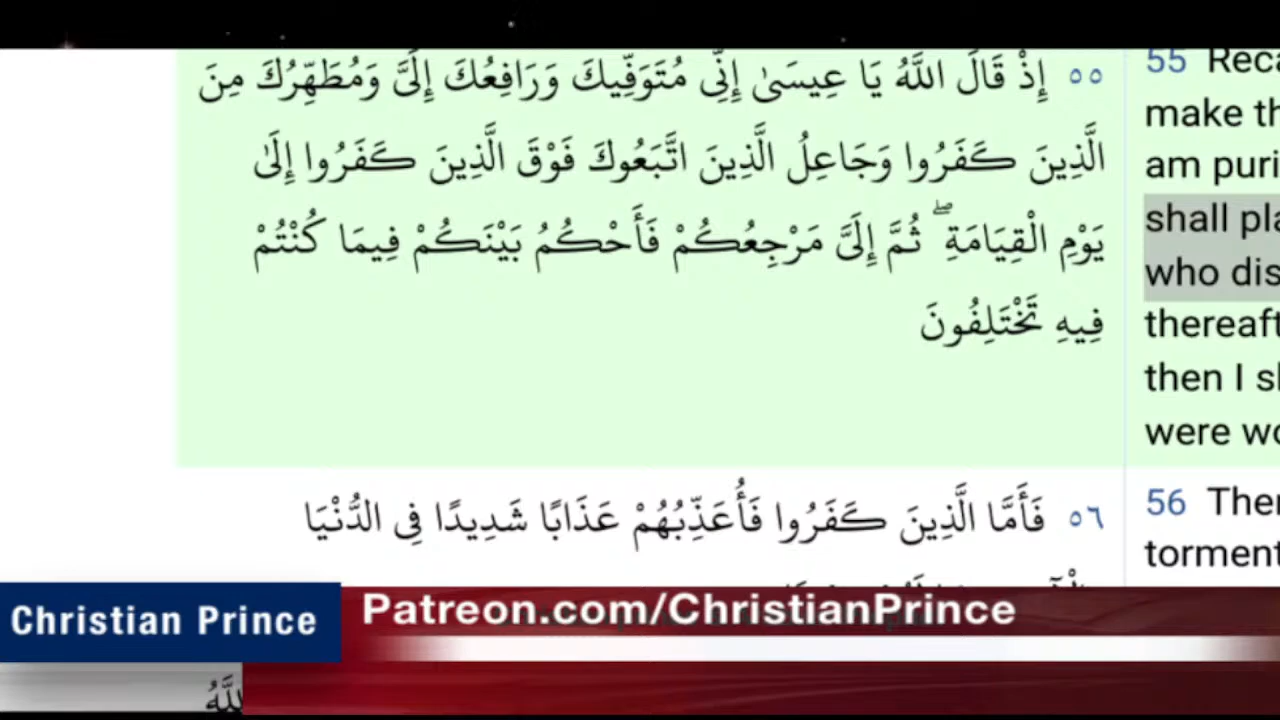 ٥٥ إِذْ قَالَ اللَّهُ يَا عِيسَىٰ إِنِّي مُتَوَفِّيكَ وَرَافِعُكَ إِلَيَّ وَمُطَهِّرُكَ مِنَ
الَّذِينَ كَفَرُوا وَجَاعِلُ الَّذِينَ اتَّبَعُوكَ فَوْقَ الَّذِينَ كَفَرُوا إِلَىٰ
يَوْمِ الْقِيَامَةِ ۖ ثُمَّ إِلَيَّ مَرْجِعُكُمْ فَأَحْكُمُ بَيْنَكُمْ فِيمَا كُنْتُمْ
فِيهِ تَخْتَلِفُونَ
55 Reca
make th
am puri
shall pla
who dis
thereaft
then I sh
were wo
٥٦ فَأَمَّا الَّذِينَ كَفَرُوا فَأُعَذِّبُهُمْ عَذَابًا شَدِيدًا فِي الدُّنْيَا
56 Ther
torment
Christian Prince
Patreon.com/ChristianPrince